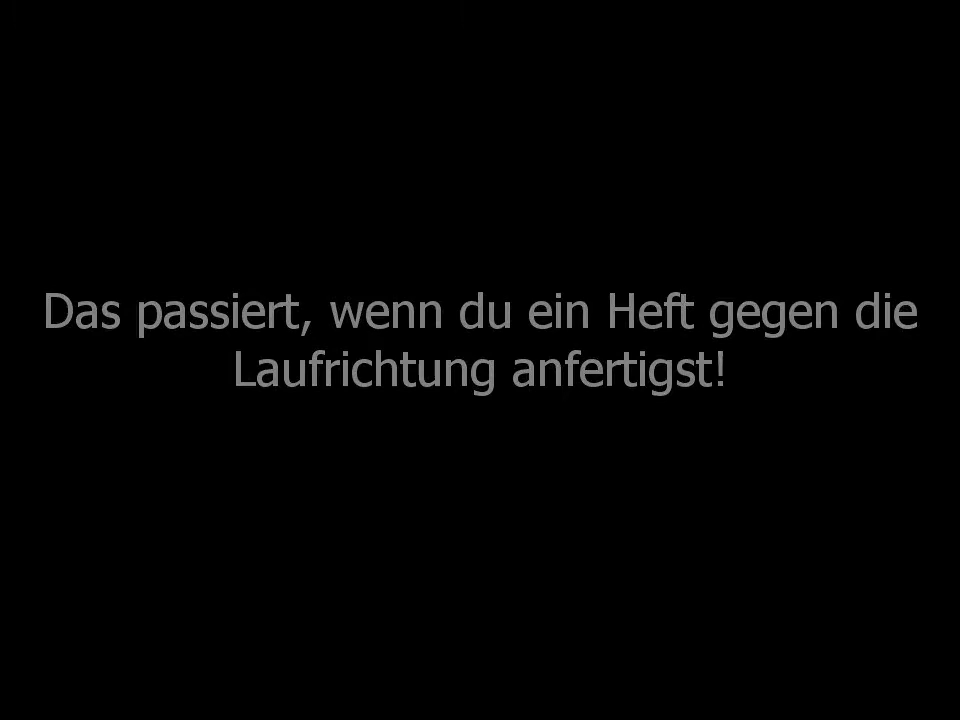 Das passiert, wenn du ein Heft gegen die
Laufrichtung anfertigst!